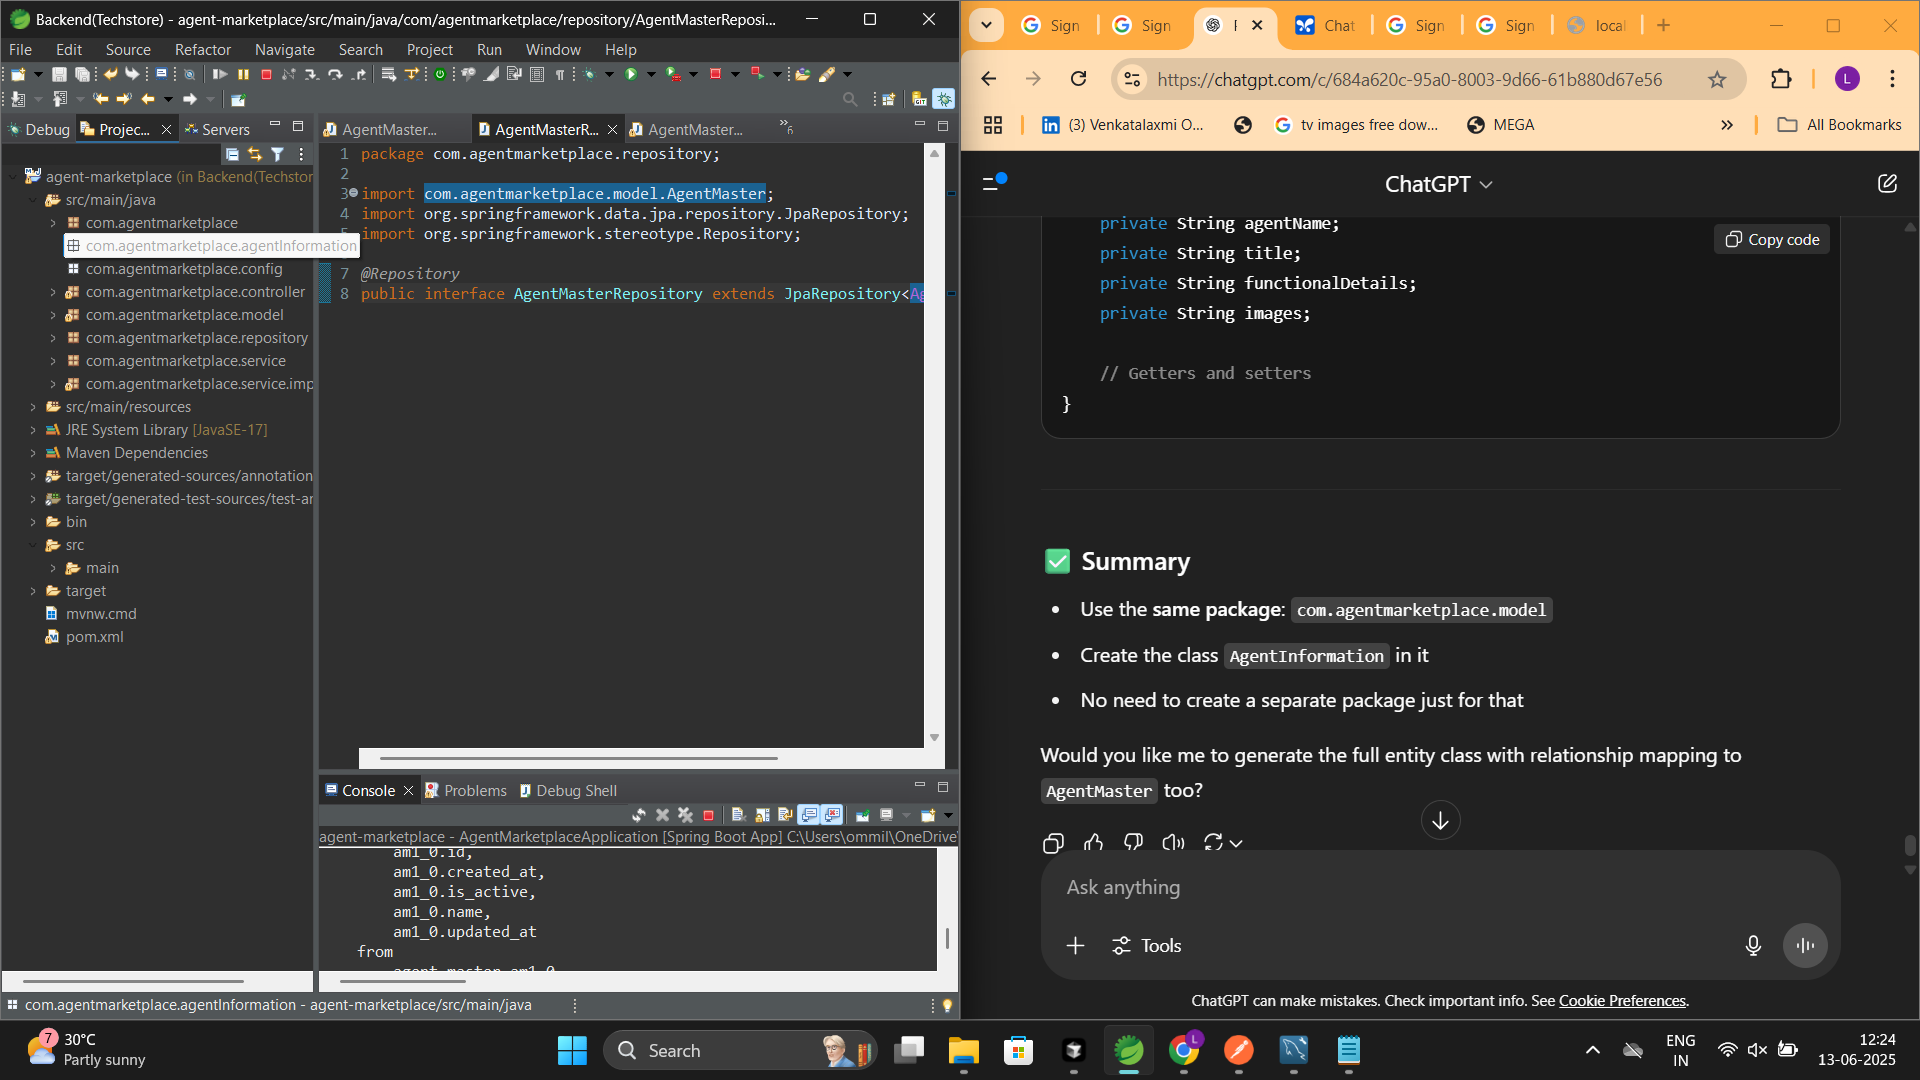 Backend(Techstore) - agent-marketplace/src/main/java/com/agentmarketplace/repository/AgentMasterReposi...
File Edit Source Refactor Navigate Search Project Run Window Help
Debug Projec... Servers
agent-marketplace (in Backend(Techstor
src/main/java
com.agentmarketplace
com.agentmarketplace.agentInformation
com.agentmarketplace.config
com.agentmarketplace.controller
com.agentmarketplace.model
com.agentmarketplace.repository
com.agentmarketplace.service
com.agentmarketplace.service.imp
src/main/resources
JRE System Library [JavaSE-17]
Maven Dependencies
target/generated-sources/annotation
target/generated-test-sources/test-ar
bin
src
main
target
mvnw.cmd
pom.xml
AgentMaster... AgentMasterR... AgentMaster... 6
1 package com.agentmarketplace.repository;
2
3 import com.agentmarketplace.model.AgentMaster;
4 import org.springframework.data.jpa.repository.JpaRepository;
import org.springframework.stereotype.Repository;
7 @Repository
8 public interface AgentMasterRepository extends JpaRepository<Ag
Console Problems Debug Shell
agent-marketplace - AgentMarketplaceApplication [Spring Boot App] C:\Users\ommil\OneDrive\
am1_0.id,
am1_0.created_at,
am1_0.is_active,
am1_0.name,
am1_0.updated_at
from
agent_master am1_0
com.agentmarketplace.agentInformation - agent-marketplace/src/main/java
Sign Sign Chat Sign Sign local
https://chatgpt.com/c/684a620c-95a0-8003-9d66-61b880d67e56
L
(3) Venkatalaxmi O... tv images free dow... MEGA All Bookmarks
ChatGPT
private String agentName;
Copy code
private String title;
private String functionalDetails;
private String images;
// Getters and setters
}
Summary
Use the same package: com.agentmarketplace.model
Create the class AgentInformation in it
No need to create a separate package just for that
Would you like me to generate the full entity class with relationship mapping to
AgentMaster too?
Ask anything
Tools
ChatGPT can make mistakes. Check important info. See Cookie Preferences.
7
30°C
Partly sunny
Search
L
ENG
IN
12:24
13-06-2025